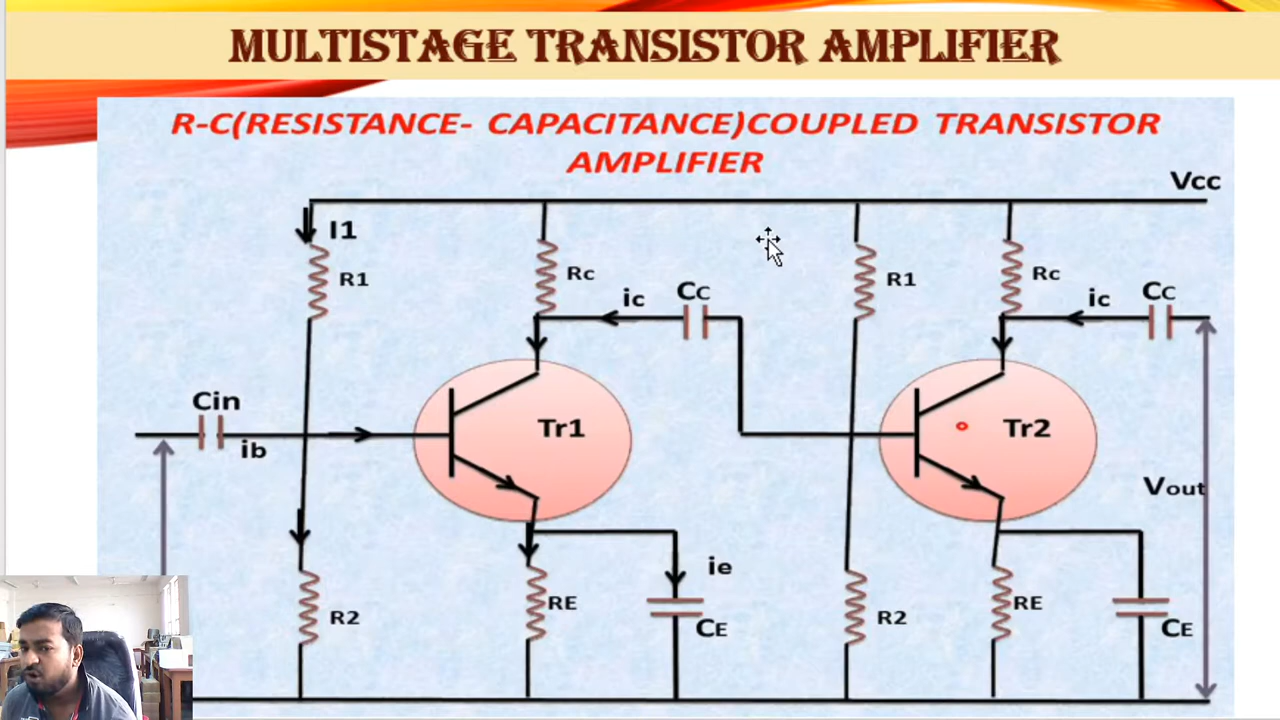 MULTISTAGE TRANSISTOR AMPLIFIER
R-C(RESISTANCE- CAPACITANCE)COUPLED TRANSISTOR
AMPLIFIER
Vcc
I1
R1
Rc
ic
Cc
R1
Rc
ic
Cc
Cin
ib
Tr1
Tr2
Vout
ie
R2
RE
CE
R2
RE
CE